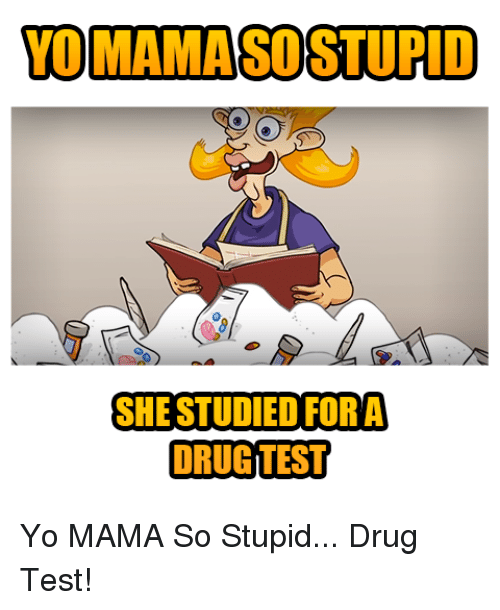 YO MAMA SO STUPID
SHE STUDIED FOR A
DRUG TEST
Yo MAMA So Stupid... Drug
Test!